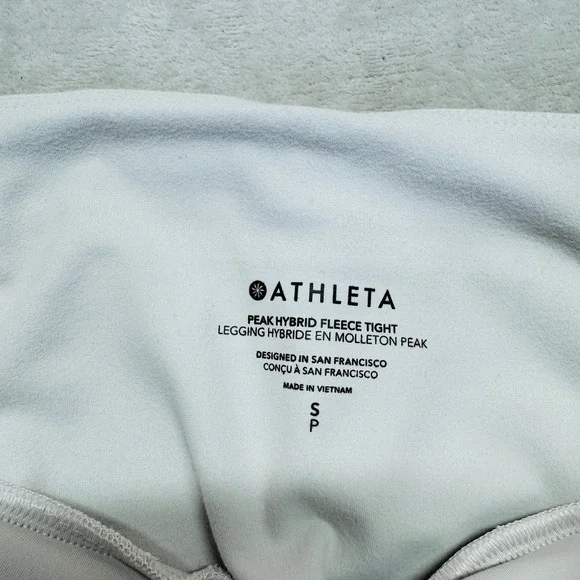 ATHLETA
PEAK HYBRID FLEECE TIGHT
LEGGING HYBRIDE EN MOLLETON PEAK
DESIGNED IN SAN FRANCISCO
CONÇU À SAN FRANCISCO
MADE IN VIETNAM
S
P